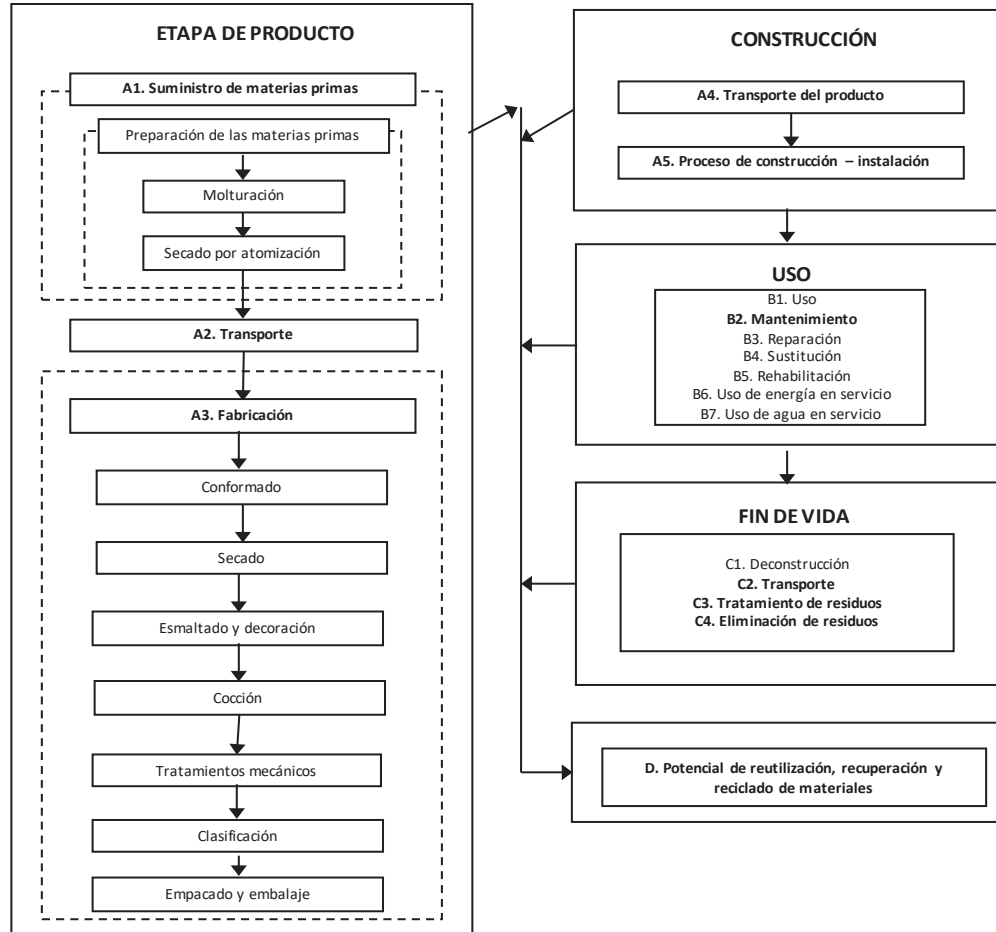 ETAPA DE PRODUCTO
A1. Suministro de materias primas
Preparación de las materias primas
Molturación
Secado por atomización
A2. Transporte
A3. Fabricación
Conformado
Secado
Esmaltado y decoración
Cocción
Tratamientos mecánicos
Clasificación
Empacado y embalaje
CONSTRUCCIÓN
A4. Transporte del producto
A5. Proceso de construcción – instalación
USO
B1. Uso
B2. Mantenimiento
B3. Reparación
B4. Sustitución
B5. Rehabilitación
B6. Uso de energía en servicio
B7. Uso de agua en servicio
FIN DE VIDA
C1. Deconstrucción
C2. Transporte
C3. Tratamiento de residuos
C4. Eliminación de residuos
D. Potencial de reutilización, recuperación y
reciclado de materiales